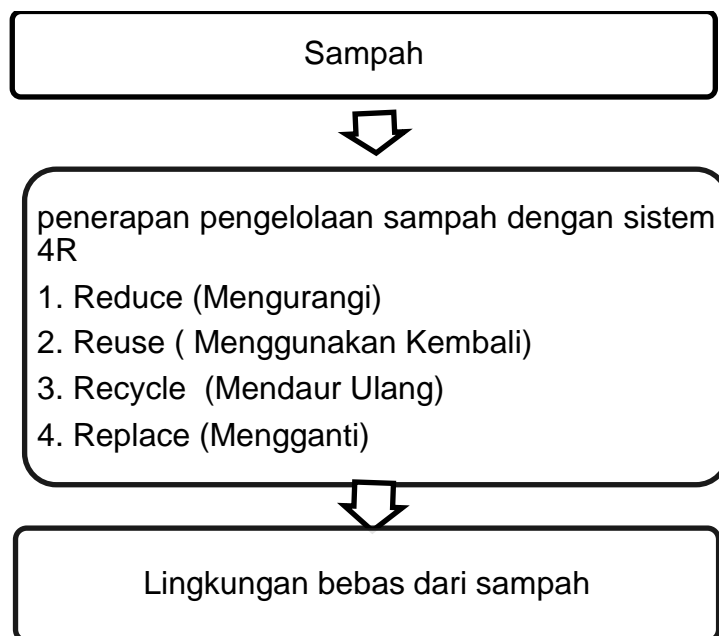 Sampah
penerapan pengelolaan sampah dengan sistem
4R
1. Reduce (Mengurangi)
2. Reuse ( Menggunakan Kembali)
3. Recycle  (Mendaur Ulang)
4. Replace (Mengganti)
Lingkungan bebas dari sampah